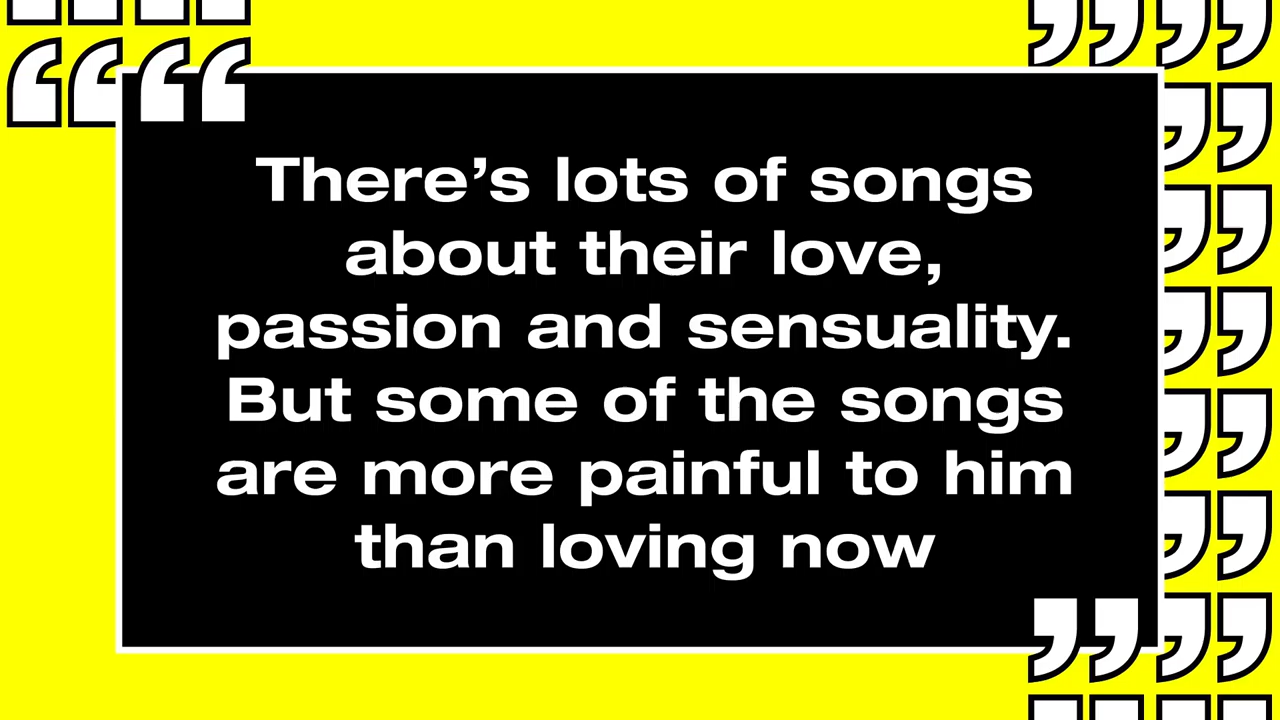 There’s lots of songs
about their love,
passion and sensuality.
But some of the songs
are more painful to him
than loving now